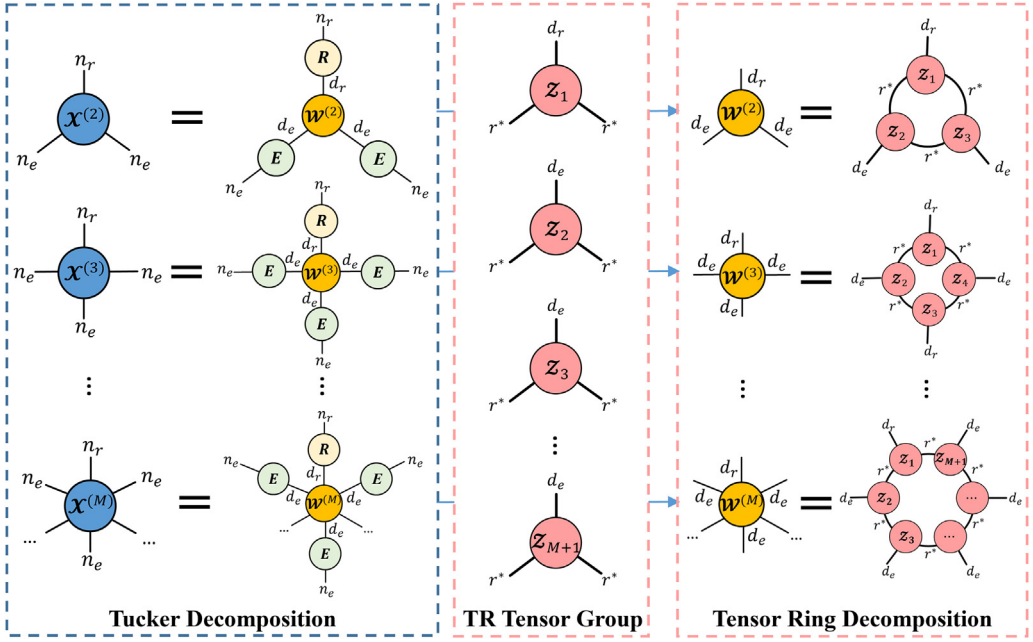 n_r
𝒳^(2)
n_e n_e
=
n_r
R
d_r
𝒲^(2)
d_e d_e
E E
n_e n_e
n_r
n_e 𝒳^(3) n_e
n_e
=
n_r
R
d_r
n_e E d_e 𝒲^(3) d_e E n_e
d_e
E
n_e
⋮ ⋮
n_r
n_e n_e
𝒳^(M)
... ...
n_e
=
n_r
R
n_e n_e
E d_r E
d_e d_e
𝒲^(M)
... d_e ...
E
n_e
Tucker Decomposition
d_r
𝒵_1
r* r*
d_e
𝒵_2
r* r*
d_e
𝒵_3
r* r*
⋮
d_e
𝒵_{M+1}
r* r*
TR Tensor Group
d_r
𝒲^(2)
d_e d_e
=
d_r
𝒵_1
r* r*
𝒵_2 𝒵_3
r*
d_e d_e
d_r
d_e 𝒲^(3) d_e
d_e
=
d_r
r* 𝒵_1 r*
d_e 𝒵_2 𝒵_4 d_e
r* 𝒵_3 r*
d_r
⋮ ⋮
d_r
d_e d_e
𝒲^(M)
... d_e ...
=
d_r d_e
𝒵_1 r* 𝒵_{M+1}
r* r*
d_e 𝒵_2 ... d_e
r* r*
𝒵_3 r* ...
d_e d_e
Tensor Ring Decomposition